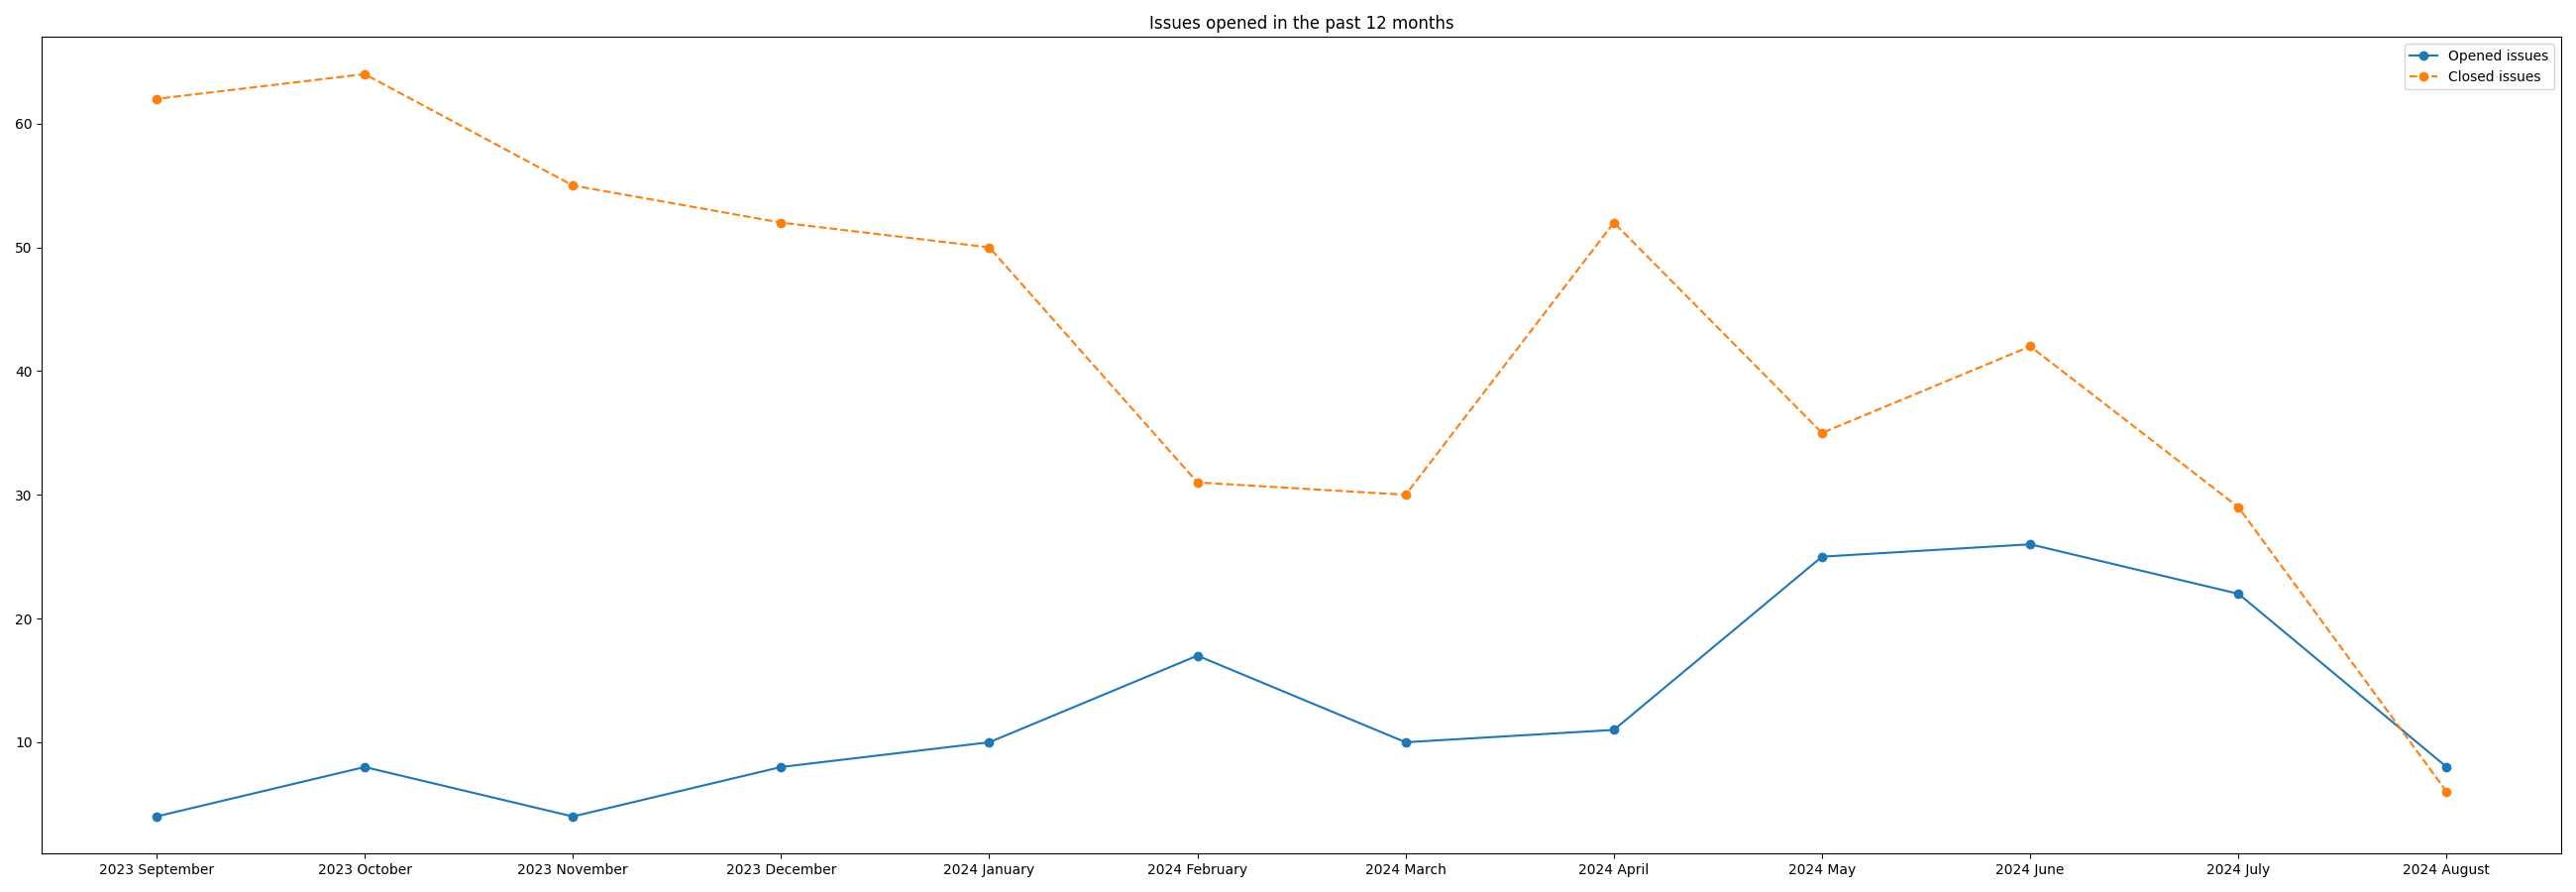 Issues opened in the past 12 months
Opened issues
Closed issues
60
50
40
30
20
10
2023 September
2023 October
2023 November
2023 December
2024 January
2024 February
2024 March
2024 April
2024 May
2024 June
2024 July
2024 August